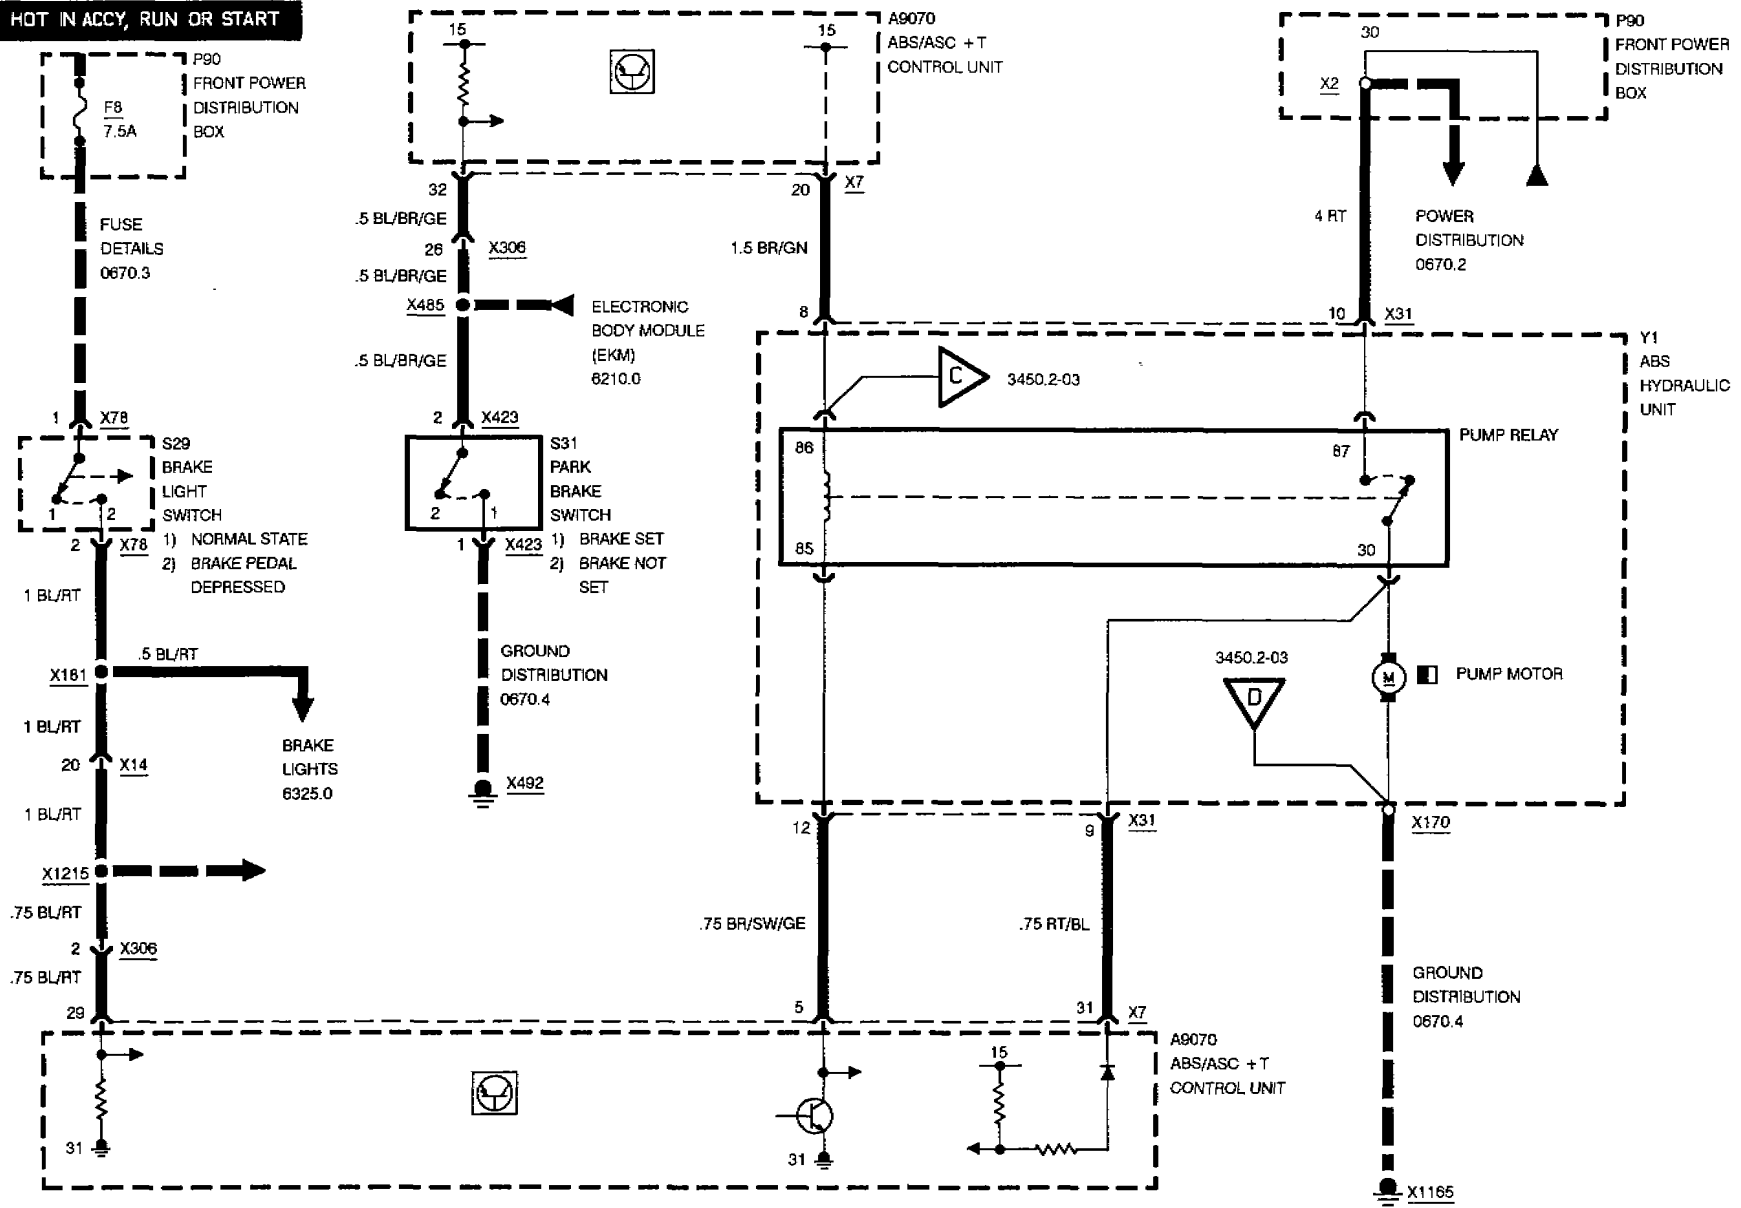 HOT IN ACCY, RUN OR START
P90
FRONT POWER
DISTRIBUTION
BOX
F8
7.5A
FUSE
DETAILS
0670.3
1
X78
S29
BRAKE
LIGHT
SWITCH
1) NORMAL STATE
2) BRAKE PEDAL
DEPRESSED
1
2
2
X78
1 BL/RT
X181
.5 BL/RT
BRAKE
LIGHTS
6325.0
1 BL/RT
20
X14
1 BL/RT
X1215
.75 BL/RT
2
X306
.75 BL/RT
29
31
15
15
A9070
ABS/ASC +T
CONTROL UNIT
32
20
X7
.5 BL/BR/GE
26
X306
.5 BL/BR/GE
X485
ELECTRONIC
BODY MODULE
(EKM)
6210.0
.5 BL/BR/GE
2
X423
S31
PARK
BRAKE
SWITCH
1) BRAKE SET
2) BRAKE NOT
SET
2
1
1
X423
GROUND
DISTRIBUTION
0670.4
X492
1.5 BR/GN
8
30
P90
FRONT POWER
DISTRIBUTION
BOX
X2
4 RT
POWER
DISTRIBUTION
0670.2
10
X31
Y1
ABS
HYDRAULIC
UNIT
C
3450.2-03
PUMP RELAY
86
87
85
30
3450.2-03
D
M
PUMP MOTOR
12
9
X31
X170
.75 BR/SW/GE
.75 RT/BL
GROUND
DISTRIBUTION
0670.4
5
31
X7
A9070
ABS/ASC +T
CONTROL UNIT
15
31
X1165